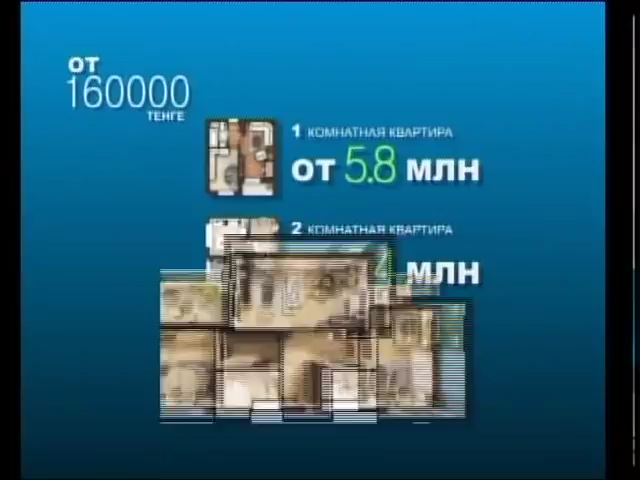 ОТ
160000
ТЕНГЕ
1 КОМНАТНАЯ КВАРТИРА
ОТ 5.8 МЛН
2 КОМНАТНАЯ КВАРТИРА
МЛН